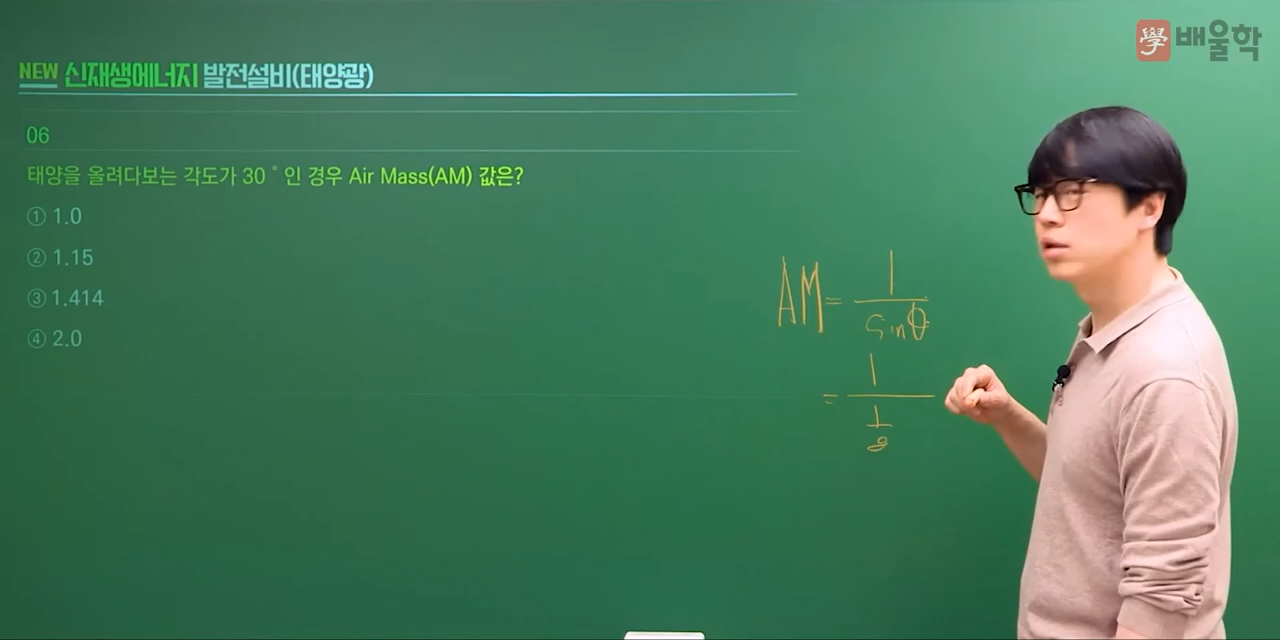 學 배울학
NEW 신재생에너지 발전설비(태양광)
06
태양을 올려다보는 각도가 30 ° 인 경우 Air Mass(AM) 값은?
① 1.0
② 1.15
③ 1.414
④ 2.0
AM = 1 / sinθ
= 1 / 1/2